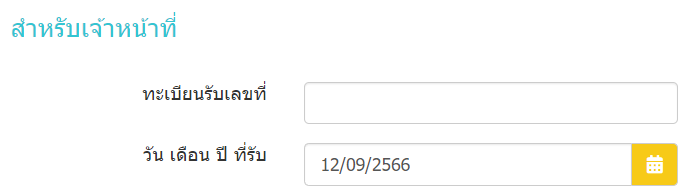 สำหรับเจ้าหน้าที่
ทะเบียนรับเลขที่
วัน เดือน ปี ที่รับ 12/09/2566